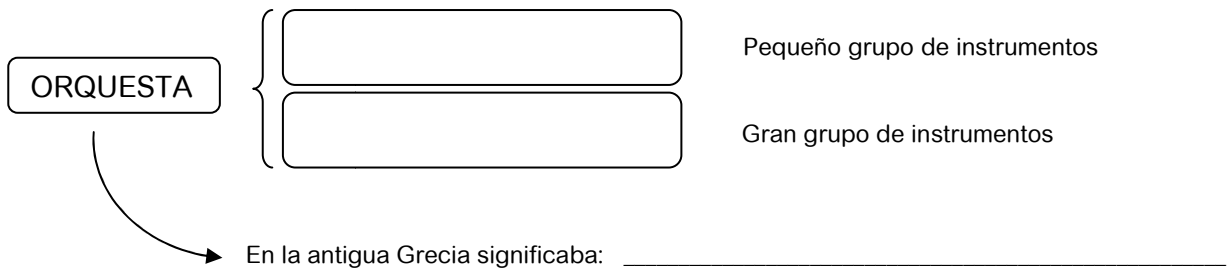 Pequeño grupo de instrumentos
ORQUESTA
Gran grupo de instrumentos
En la antigua Grecia significaba: